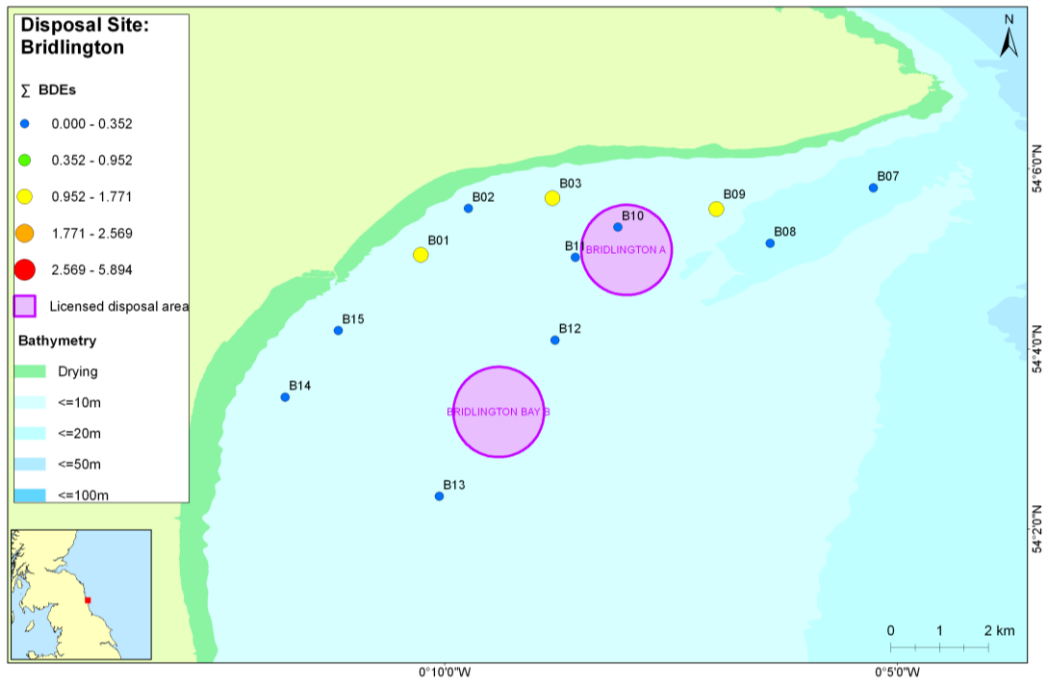 Disposal Site:
Bridlington
∑ BDEs
0.000 - 0.352
0.352 - 0.952
0.952 - 1.771
1.771 - 2.569
2.569 - 5.894
Licensed disposal area
Bathymetry
Drying
<=10m
<=20m
<=50m
<=100m
N
B07
B03
B02
B09
B10
B01
B08
B11
BRIDLINGTON A
B15
B12
B14
BRIDLINGTON BAY B
B13
54°6'0"N
54°4'0"N
54°2'0"N
0 1 2 km
0°10'0"W
0°5'0"W